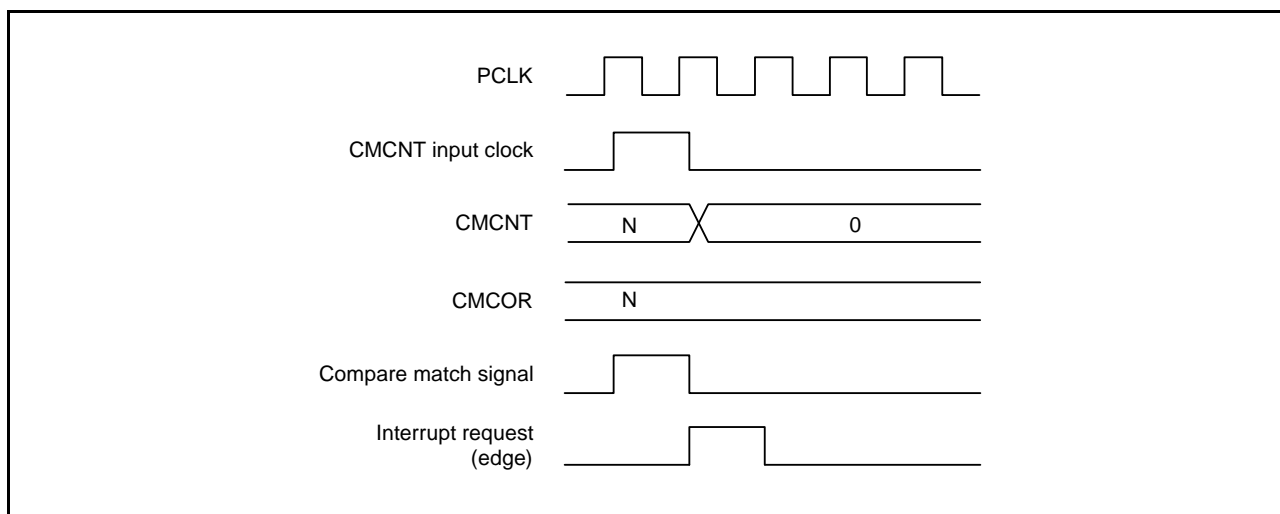 PCLK
CMCNT input clock
CMCNT
N
0
CMCOR
N
Compare match signal
Interrupt request
(edge)